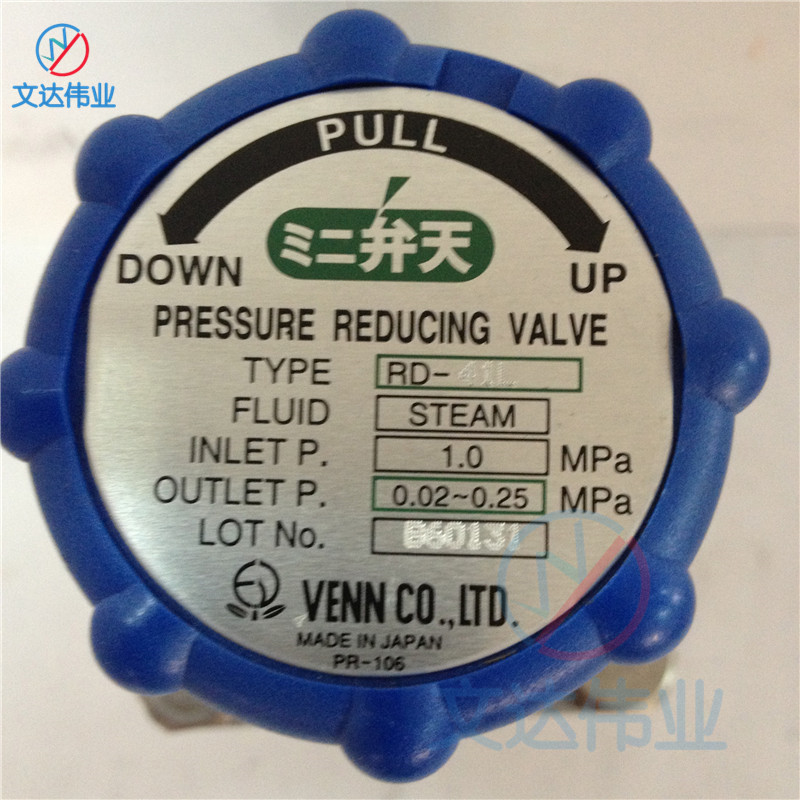 文达伟业
PULL
ミニ弁天
DOWN UP
PRESSURE REDUCING VALVE
TYPE RD-41L
FLUID STEAM
INLET P. 1.0 MPa
OUTLET P. 0.02~0.25 MPa
LOT No. B60131
VENN CO.,LTD.
MADE IN JAPAN
PR-106
文达伟业